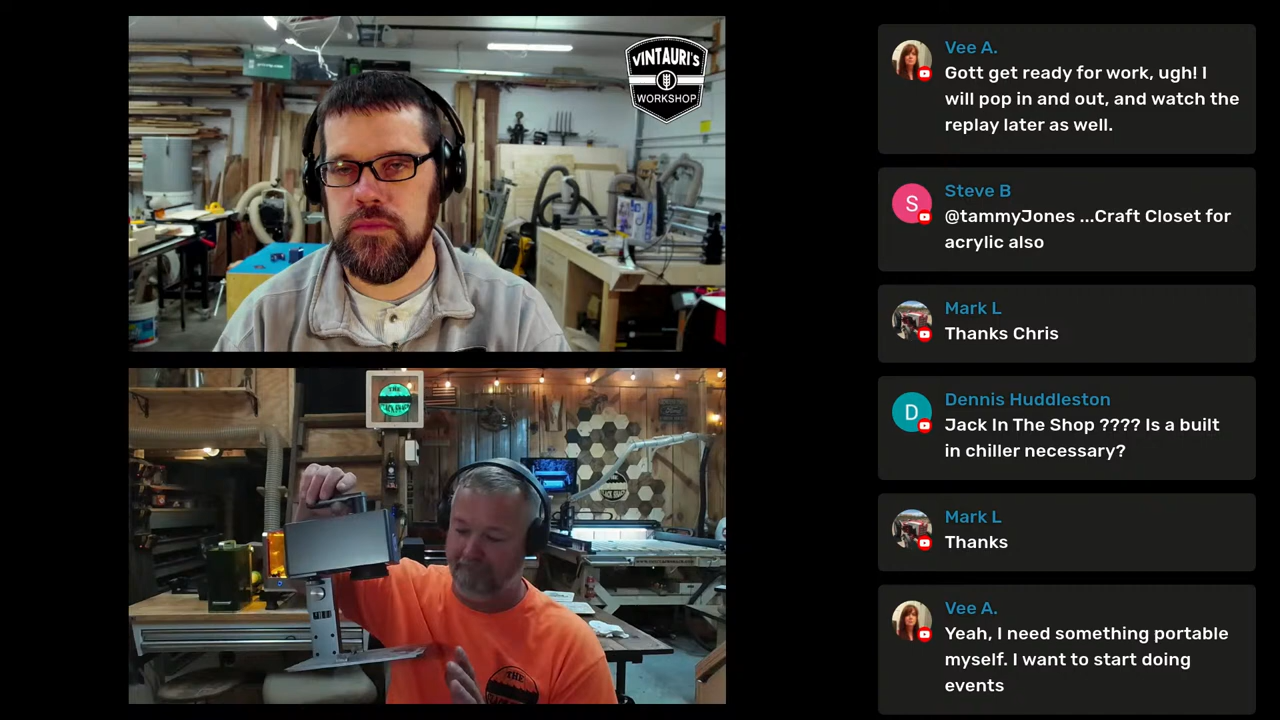 VINTAURI'S
WORKSHOP
THE
THE
Vee A.
Gott get ready for work, ugh! I
will pop in and out, and watch the
replay later as well.
Steve B
S
@tammyJones ...Craft Closet for
acrylic also
Mark L
Thanks Chris
Dennis Huddleston
D
Jack In The Shop ???? Is a built
in chiller necessary?
Mark L
Thanks
Vee A.
Yeah, I need something portable
myself. I want to start doing
events